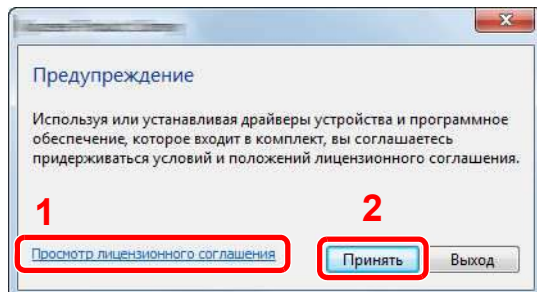 Предупреждение
Используя или устанавливая драйверы устройства и программное
обеспечение, которое входит в комплект, вы соглашаетесь
придерживаться условий и положений лицензионного соглашения.
1
2
Просмотр лицензионного соглашения
Принять
Выход